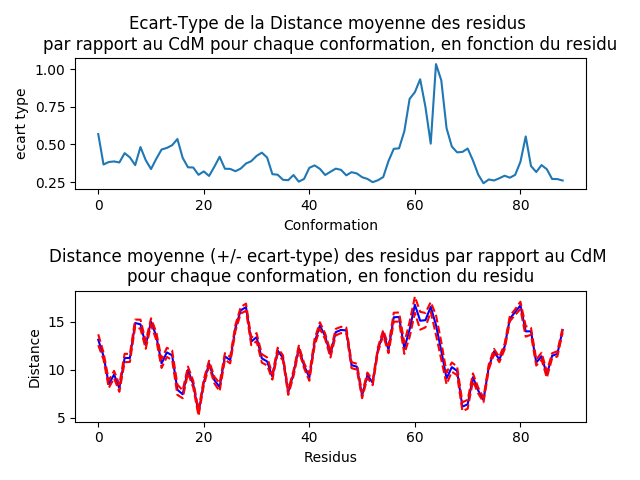 Ecart-Type de la Distance moyenne des residus
par rapport au CdM pour chaque conformation, en fonction du residu
1.00
0.75
0.50
0.25
ecart type
0 20 40 60 80
Conformation
Distance moyenne (+/- ecart-type) des residus par rapport au CdM
pour chaque conformation, en fonction du residu
15
10
5
Distance
0 20 40 60 80
Residus